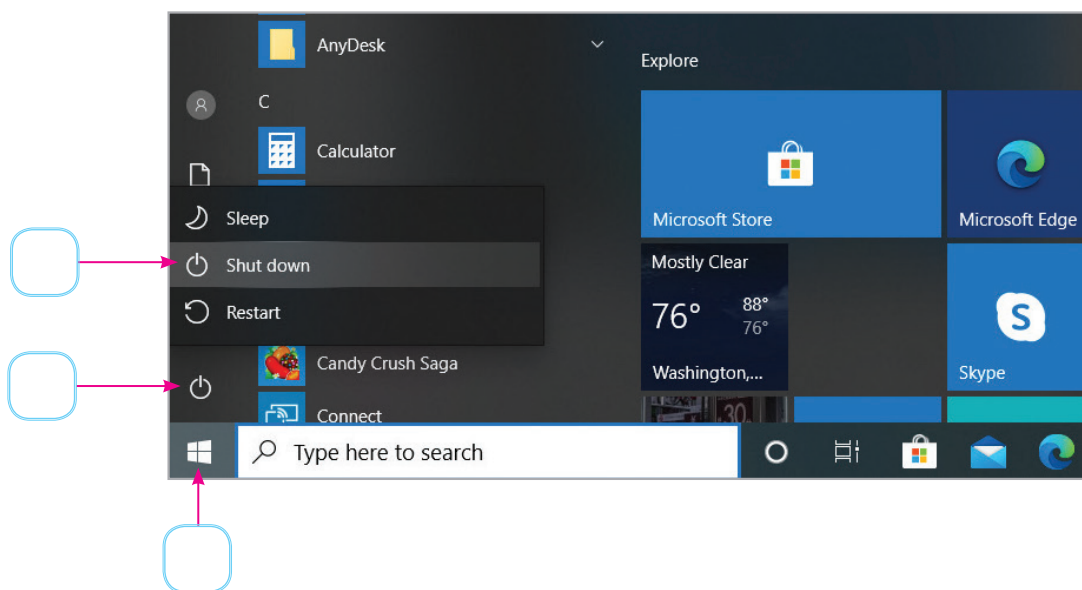 AnyDesk
Explore
C
Calculator
Sleep
Microsoft Store
Microsoft Edge
Shut down
Mostly Clear
76° 88°
76°
Restart
Candy Crush Saga
Washington,...
Skype
Connect
30
Type here to search